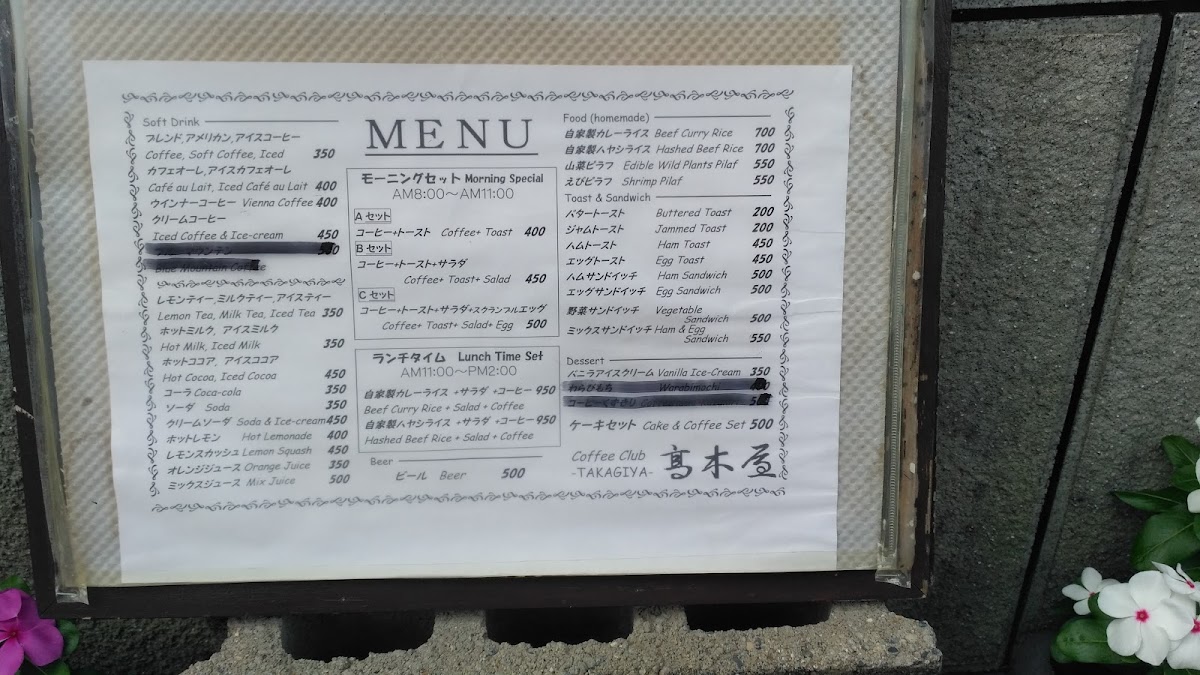 MENU
Soft Drink
ブレンド,アメリカン,アイスコーヒー
Coffee, Soft Coffee, Iced 350
カフェオーレ,アイスカフェオーレ
Café au Lait, Iced Café au Lait 400
ウインナーコーヒー Vienna Coffee 400
クリームコーヒー
Iced Coffee & Ice-cream 450
Blue Mountain Coffee
レモンティー,ミルクティー,アイスティー
Lemon Tea, Milk Tea, Iced Tea 350
ホットミルク, アイスミルク
Hot Milk, Iced Milk 350
ホットココア, アイスココア
Hot Cocoa, Iced Cocoa 450
コーラ Coca-cola 350
ソーダ Soda 350
クリームソーダ Soda & Ice-cream 450
ホットレモン Hot Lemonade 400
レモンスカッシュ Lemon Squash 450
オレンジジュース Orange Juice 350
ミックスジュース Mix Juice 500
モーニングセット Morning Special
AM8:00〜AM11:00
Aセット
コーヒー+トースト Coffee+ Toast 400
Bセット
コーヒー+トースト+サラダ
Coffee+ Toast+ Salad 450
Cセット
コーヒー+トースト+サラダ+スクランフルエッグ
Coffee+ Toast+ Salad+ Egg 500
ランチタイム Lunch Time Set
AM11:00〜PM2:00
自家製カレーライス +サラダ +コーヒー 950
Beef Curry Rice + Salad + Coffee
自家製ハヤシライス +サラダ +コーヒー 950
Hashed Beef Rice + Salad + Coffee
Beer
ビール Beer 500
Food (homemade)
自家製カレーライス Beef Curry Rice 700
自家製ハヤシライス Hashed Beef Rice 700
山菜ピラフ Edible Wild Plants Pilaf 550
えびピラフ Shrimp Pilaf 550
Toast & Sandwich
バタートースト Buttered Toast 200
ジャムトースト Jammed Toast 200
ハムトースト Ham Toast 450
エッグトースト Egg Toast 450
ハムサンドイッチ Ham Sandwich 500
エッグサンドイッチ Egg Sandwich 500
野菜サンドイッチ Vegetable
Sandwich 500
ミックスサンドイッチ Ham & Egg
Sandwich 550
Dessert
バニラアイスクリーム Vanilla Ice-Cream 350
わらびもち Warabimochi
ケーキセット Cake & Coffee Set 500
Coffee Club
-TAKAGIYA-
髙木屋